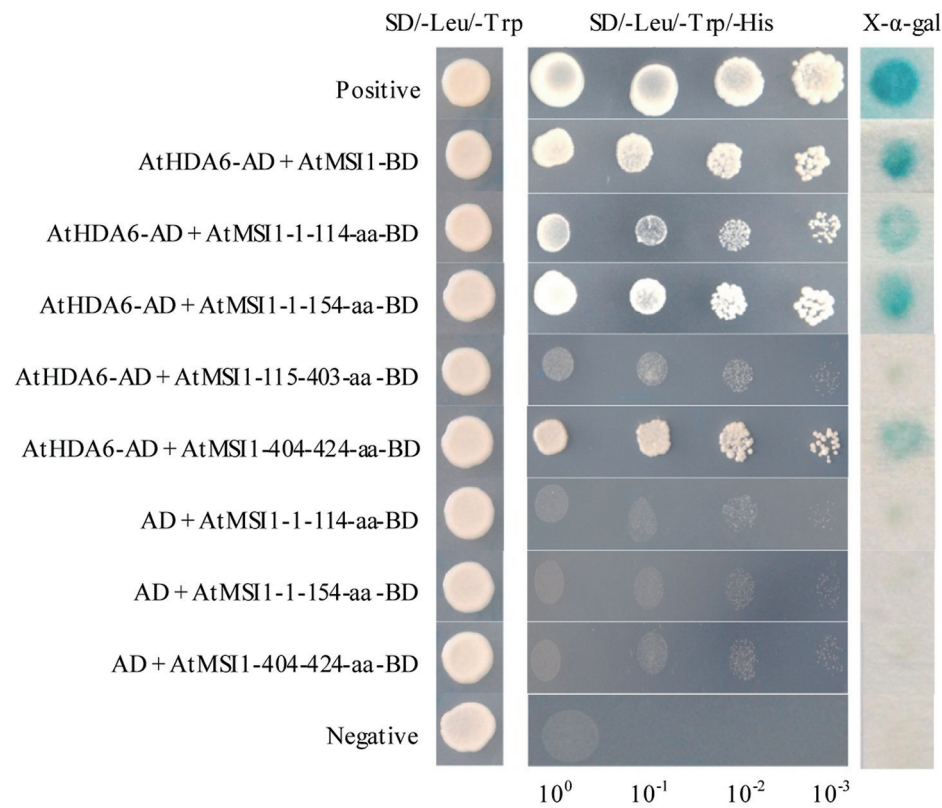 SD/-Leu/-Trp SD/-Leu/-Trp/-His X-α-gal
Positive
AtHDA6-AD + AtMSI1-BD
AtHDA6-AD + AtMSI1-1-114-aa-BD
AtHDA6-AD + AtMSI1-1-154-aa-BD
AtHDA6-AD + AtMSI1-115-403-aa-BD
AtHDA6-AD + AtMSI1-404-424-aa-BD
AD + AtMSI1-1-114-aa-BD
AD + AtMSI1-1-154-aa-BD
AD + AtMSI1-404-424-aa-BD
Negative
10⁰ 10⁻¹ 10⁻² 10⁻³